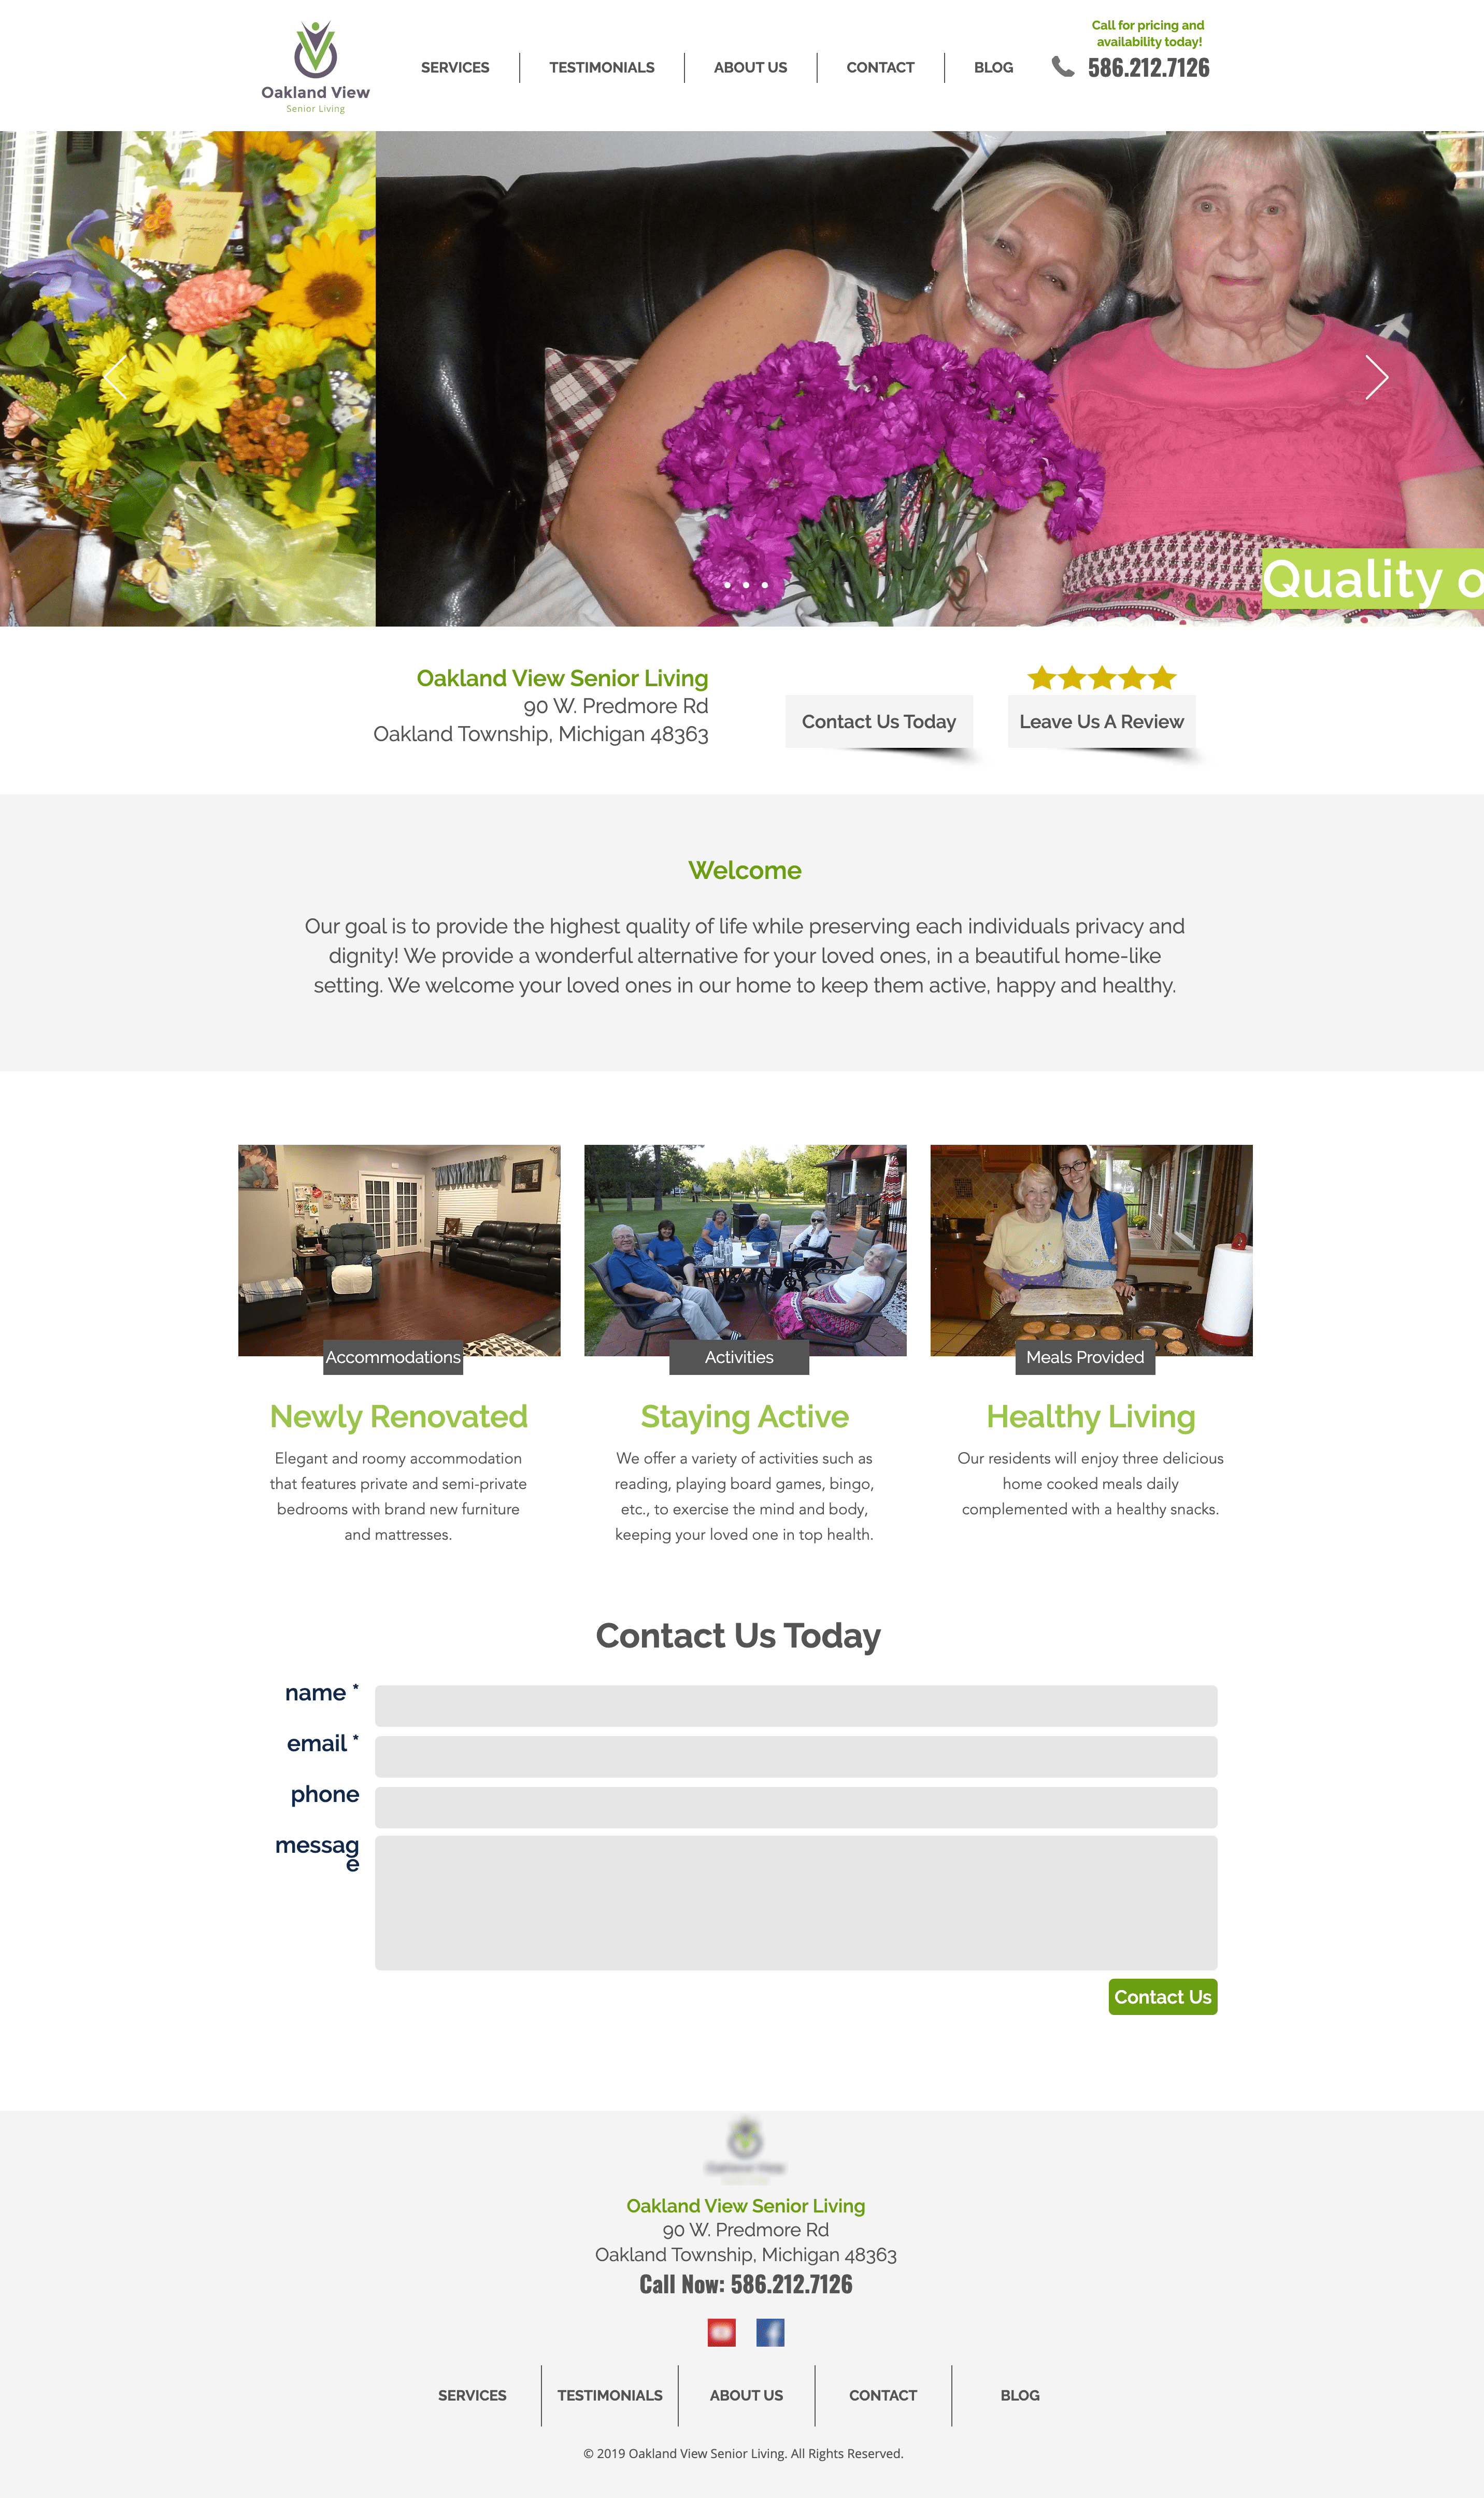 Oakland View
Senior Living
SERVICES
TESTIMONIALS
ABOUT US
CONTACT
BLOG
Call for pricing and
availability today!
586.212.7126
Quality o
Oakland View Senior Living
90 W. Predmore Rd
Oakland Township, Michigan 48363
Contact Us Today
Leave Us A Review
Welcome
Our goal is to provide the highest quality of life while preserving each individuals privacy and
dignity! We provide a wonderful alternative for your loved ones, in a beautiful home-like
setting. We welcome your loved ones in our home to keep them active, happy and healthy.
Accommodations
Newly Renovated
Elegant and roomy accommodation
that features private and semi-private
bedrooms with brand new furniture
and mattresses.
Activities
Staying Active
We offer a variety of activities such as
reading, playing board games, bingo,
etc., to exercise the mind and body,
keeping your loved one in top health.
Meals Provided
Healthy Living
Our residents will enjoy three delicious
home cooked meals daily
complemented with a healthy snacks.
Contact Us Today
name *
email *
phone
messag
e
Contact Us
Oakland View Senior Living
90 W. Predmore Rd
Oakland Township, Michigan 48363
Call Now: 586.212.7126
SERVICES
TESTIMONIALS
ABOUT US
CONTACT
BLOG
© 2019 Oakland View Senior Living. All Rights Reserved.